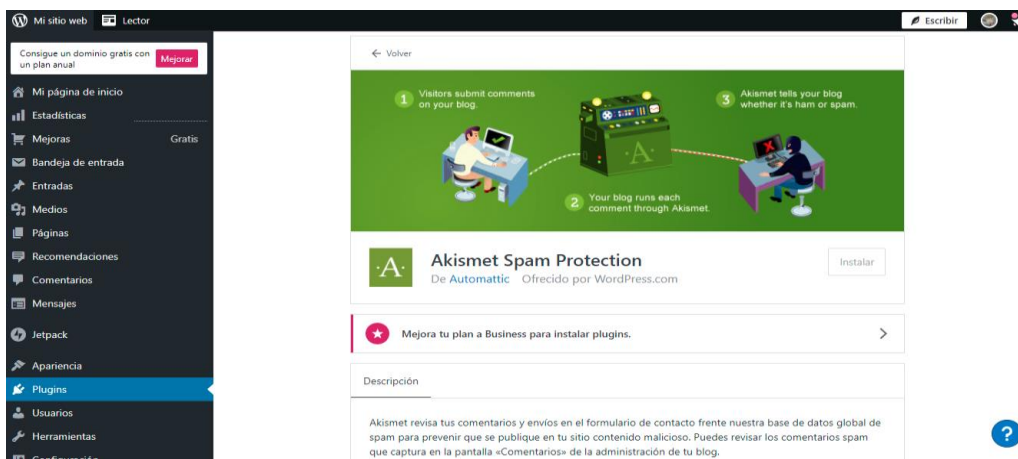 Mi sitio web
Lector
Escribir
Consigue un dominio gratis con
un plan anual
Mejorar
Mi página de inicio
Estadísticas
Mejoras Gratis
Bandeja de entrada
Entradas
Medios
Páginas
Recomendaciones
Comentarios
Mensajes
Jetpack
Apariencia
Plugins
Usuarios
Herramientas
Configuración
Volver
1 Visitors submit comments
on your blog.
2 Your blog runs each
comment through Akismet.
3 Akismet tells your blog
whether it's ham or spam.
·A·
·A·
Akismet Spam Protection
De Automattic Ofrecido por WordPress.com
Instalar
Mejora tu plan a Business para instalar plugins.
Descripción
Akismet revisa tus comentarios y envíos en el formulario de contacto frente nuestra base de datos global de
spam para prevenir que se publique en tu sitio contenido malicioso. Puedes revisar los comentarios spam
que captura en la pantalla «Comentarios» de la administración de tu blog.
?